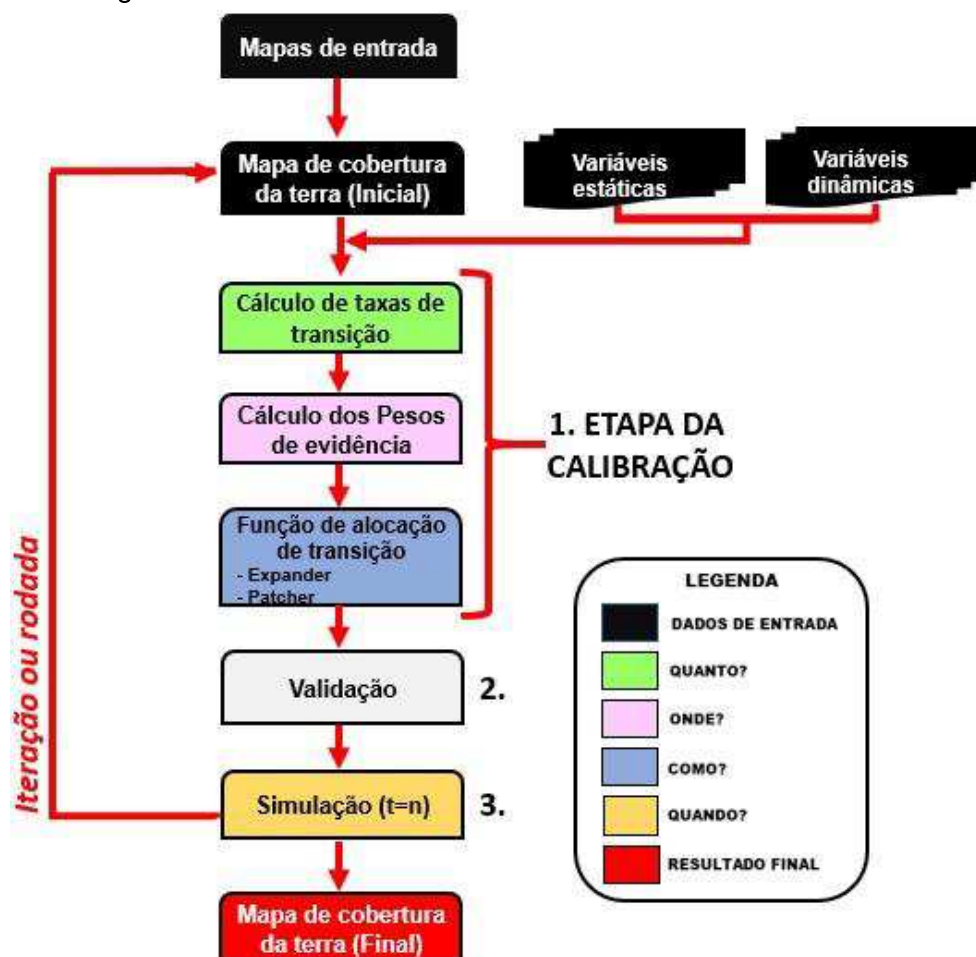 Mapas de entrada
Mapa de cobertura
da terra (Inicial)
Variáveis
estáticas
Variáveis
dinâmicas
Cálculo de taxas de
transição
Cálculo dos Pesos
de evidência
1. ETAPA DA
CALIBRAÇÃO
Função de alocação
de transição
- Expander
- Patcher
Validação
2.
Simulação (t=n)
3.
Mapa de cobertura
da terra (Final)
Iteração ou rodada
LEGENDA
DADOS DE ENTRADA
QUANTO?
ONDE?
COMO?
QUANDO?
RESULTADO FINAL